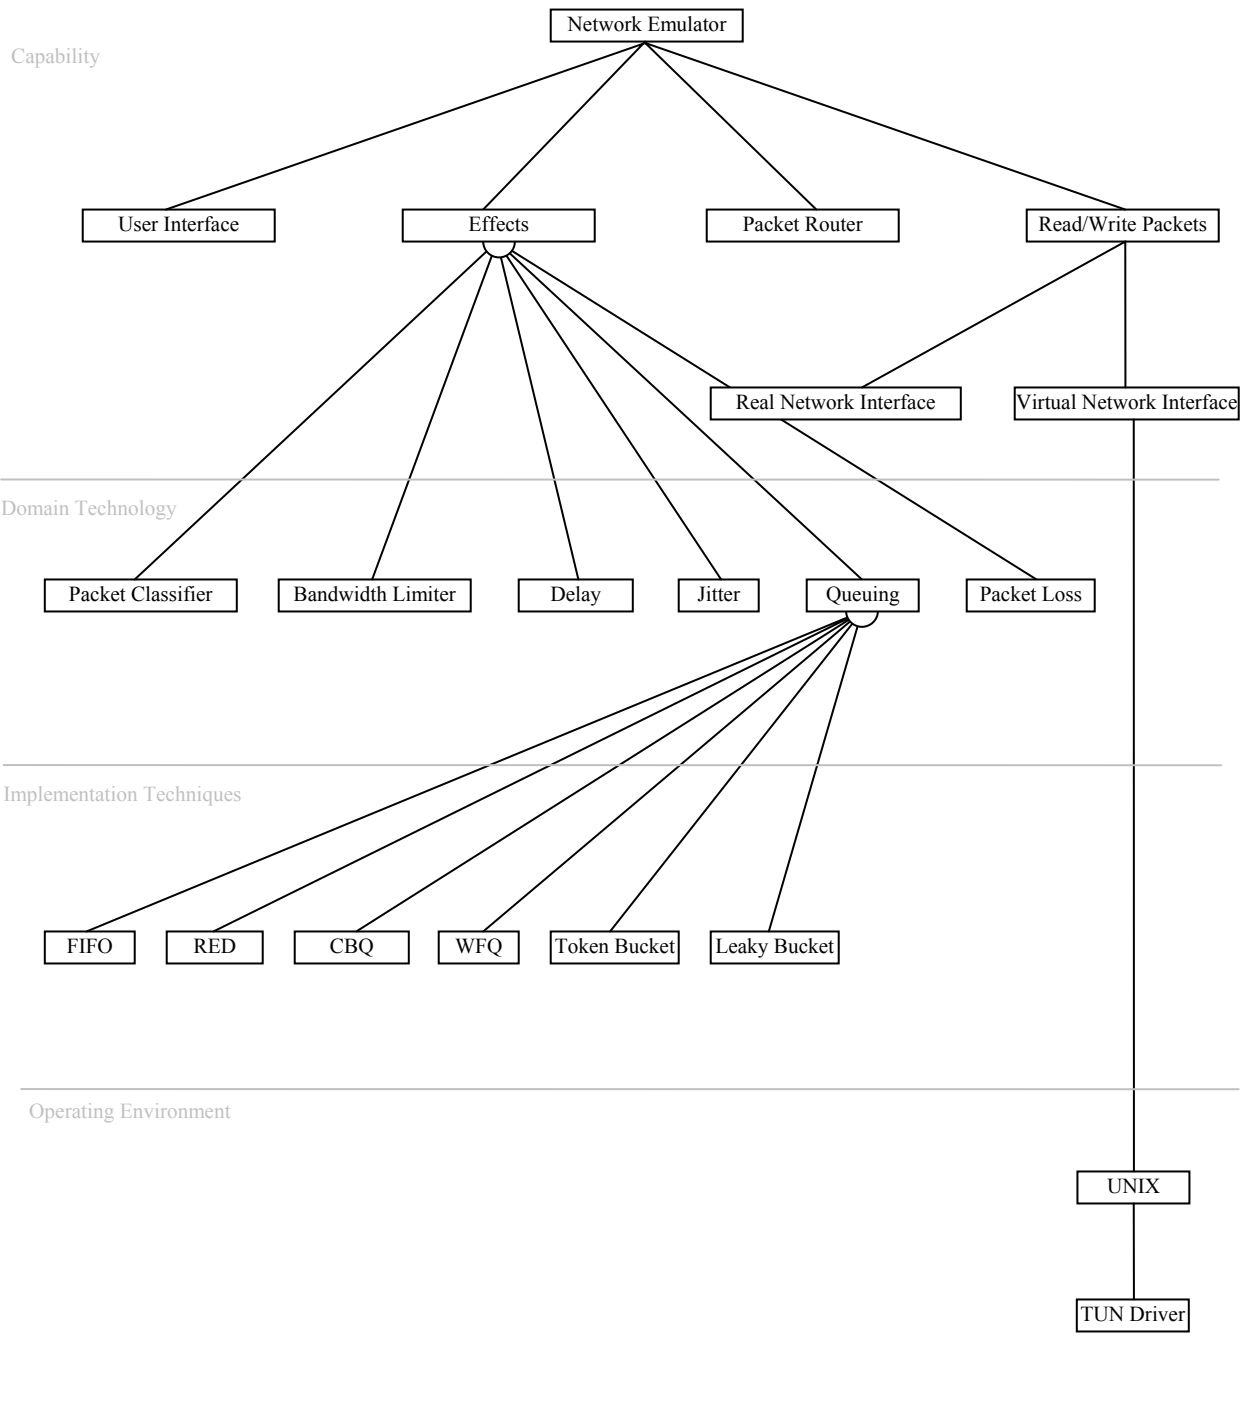 Network Emulator
Capability
User Interface
Effects
Packet Router
Read/Write Packets
Real Network Interface
Virtual Network Interface
Domain Technology
Packet Classifier
Bandwidth Limiter
Delay
Jitter
Queuing
Packet Loss
Implementation Techniques
FIFO
RED
CBQ
WFQ
Token Bucket
Leaky Bucket
Operating Environment
UNIX
TUN Driver